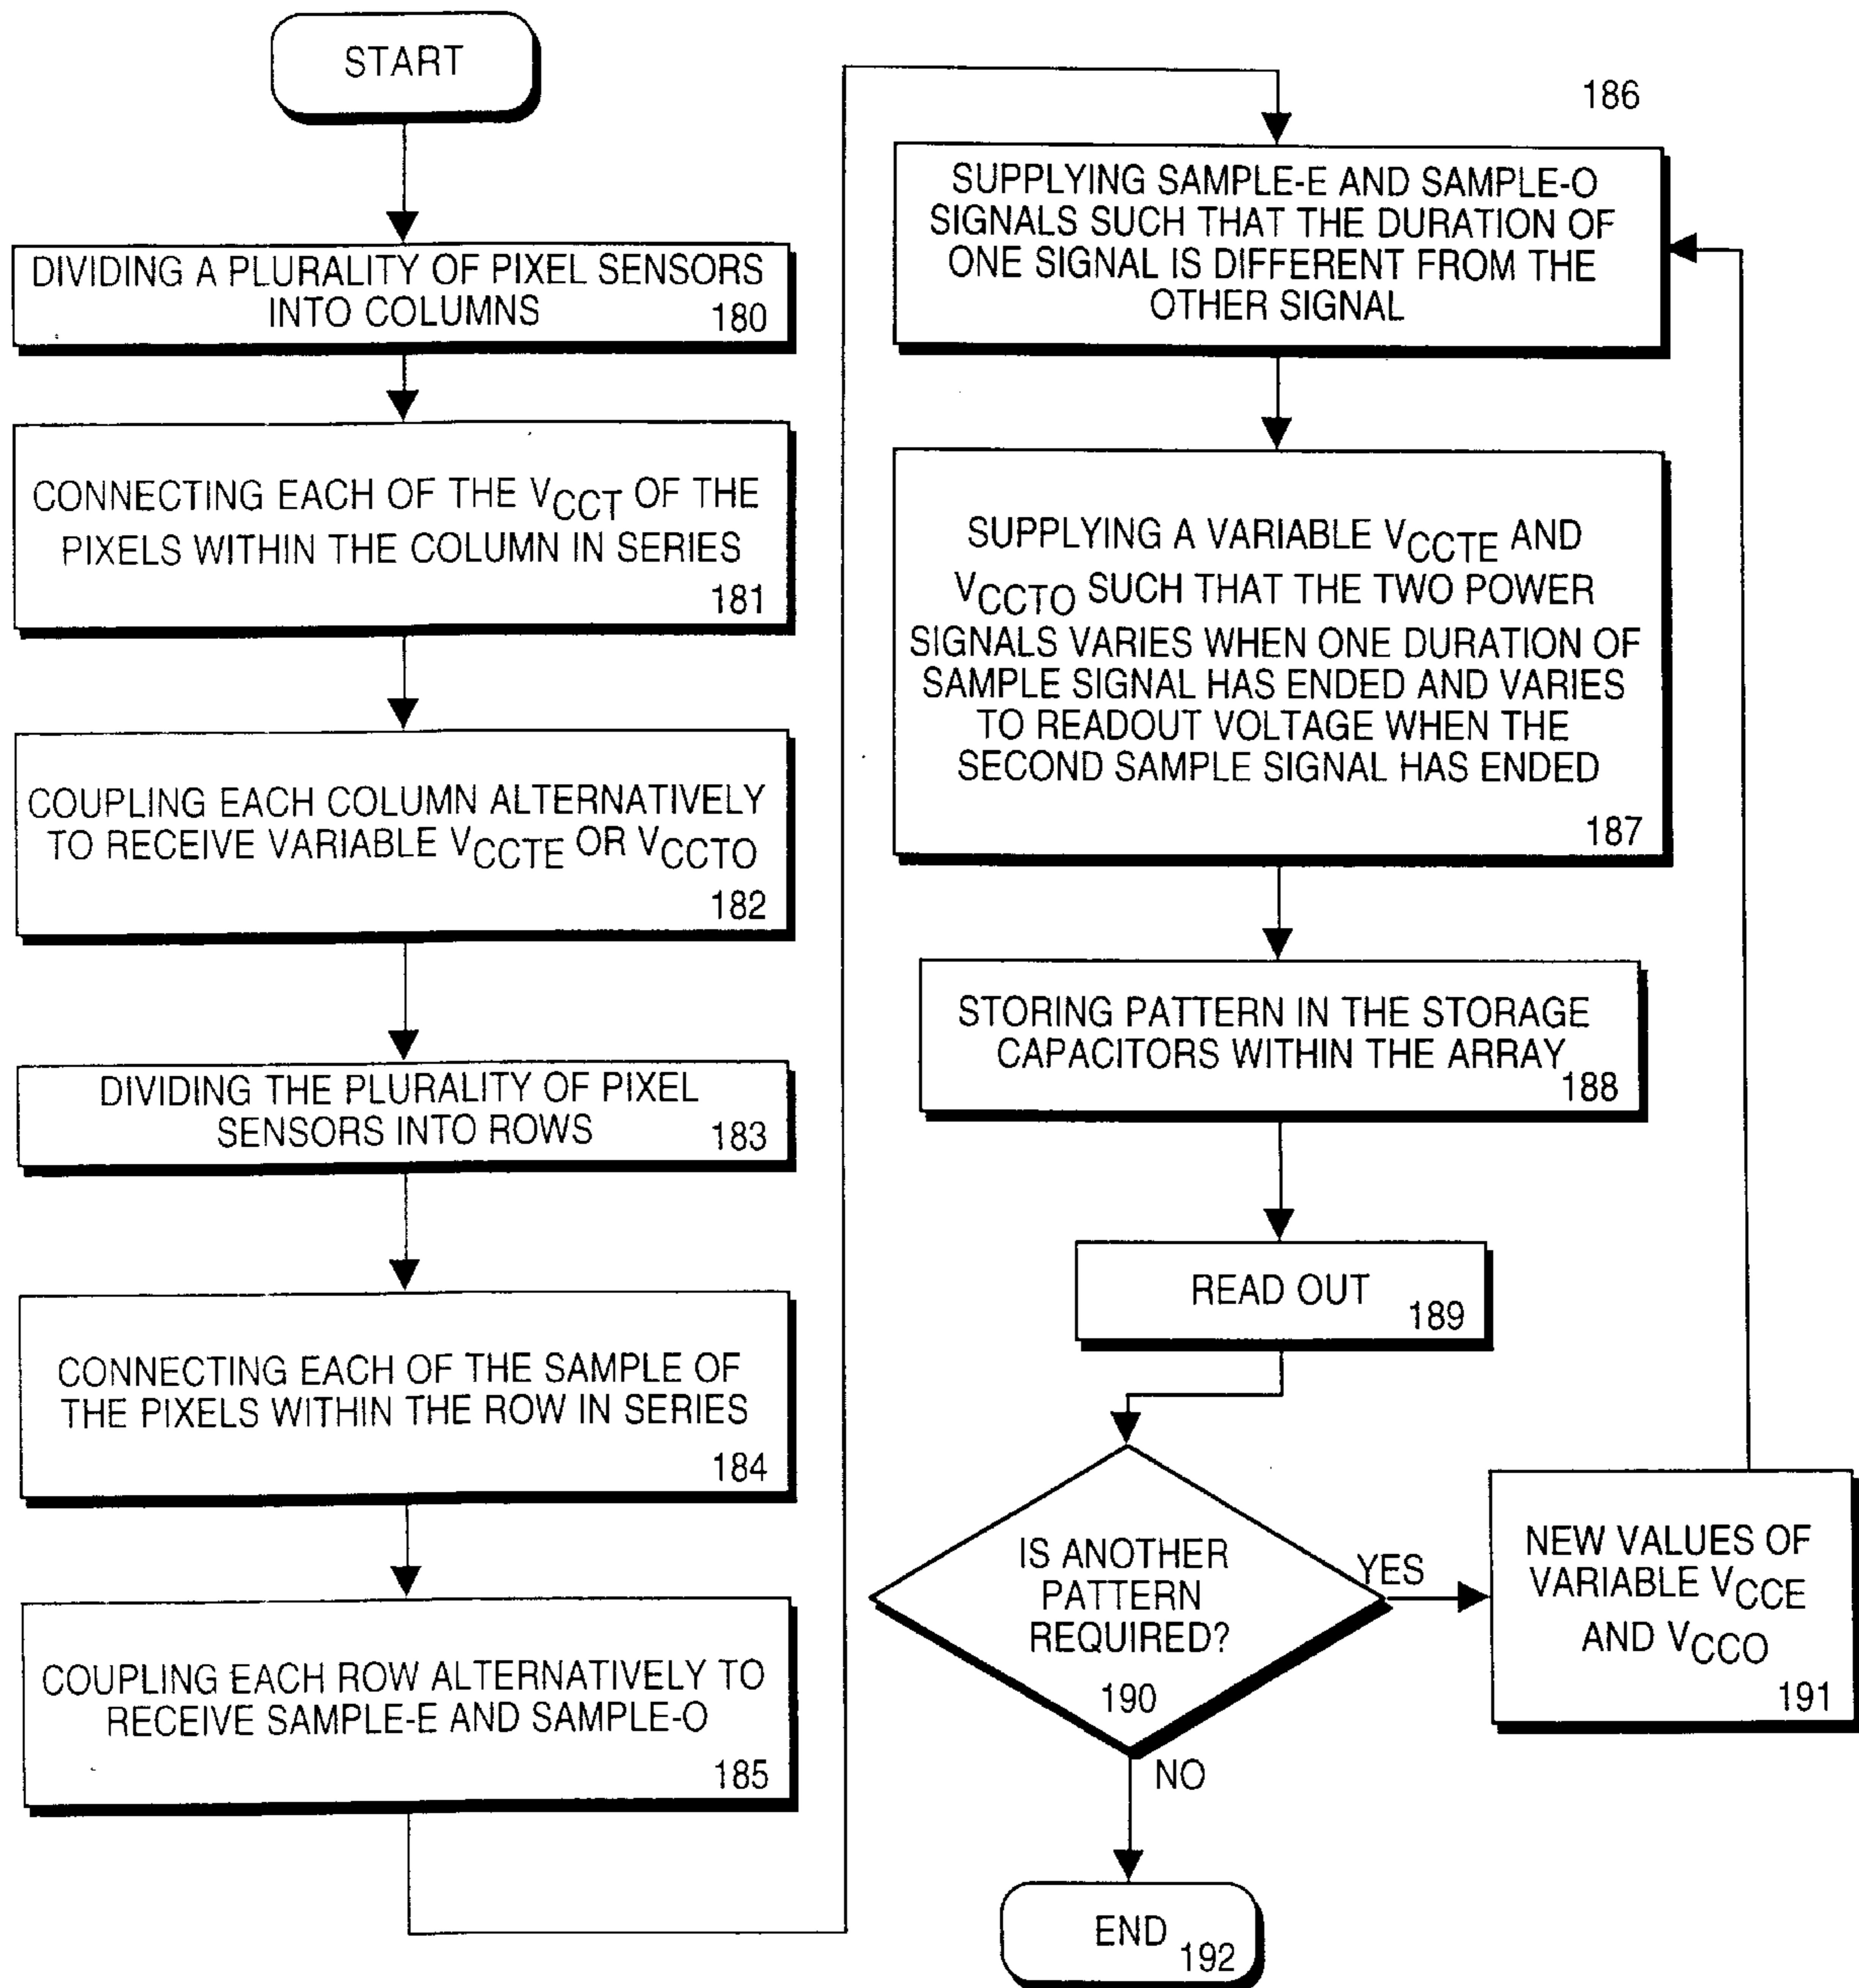 START
DIVIDING A PLURALITY OF PIXEL SENSORS
INTO COLUMNS
180
CONNECTING EACH OF THE VCCT OF THE
PIXELS WITHIN THE COLUMN IN SERIES
181
COUPLING EACH COLUMN ALTERNATIVELY
TO RECEIVE VARIABLE VCCTE OR VCCTO
182
DIVIDING THE PLURALITY OF PIXEL
SENSORS INTO ROWS
183
CONNECTING EACH OF THE SAMPLE OF
THE PIXELS WITHIN THE ROW IN SERIES
184
COUPLING EACH ROW ALTERNATIVELY TO
RECEIVE SAMPLE-E AND SAMPLE-O
185
186
SUPPLYING SAMPLE-E AND SAMPLE-O
SIGNALS SUCH THAT THE DURATION OF
ONE SIGNAL IS DIFFERENT FROM THE
OTHER SIGNAL
SUPPLYING A VARIABLE VCCTE AND
VCCTO SUCH THAT THE TWO POWER
SIGNALS VARIES WHEN ONE DURATION OF
SAMPLE SIGNAL HAS ENDED AND VARIES
TO READOUT VOLTAGE WHEN THE
SECOND SAMPLE SIGNAL HAS ENDED
187
STORING PATTERN IN THE STORAGE
CAPACITORS WITHIN THE ARRAY
188
READ OUT
189
IS ANOTHER
PATTERN
REQUIRED?
190
YES
NEW VALUES OF
VARIABLE VCCE
AND VCCO
191
NO
END
192